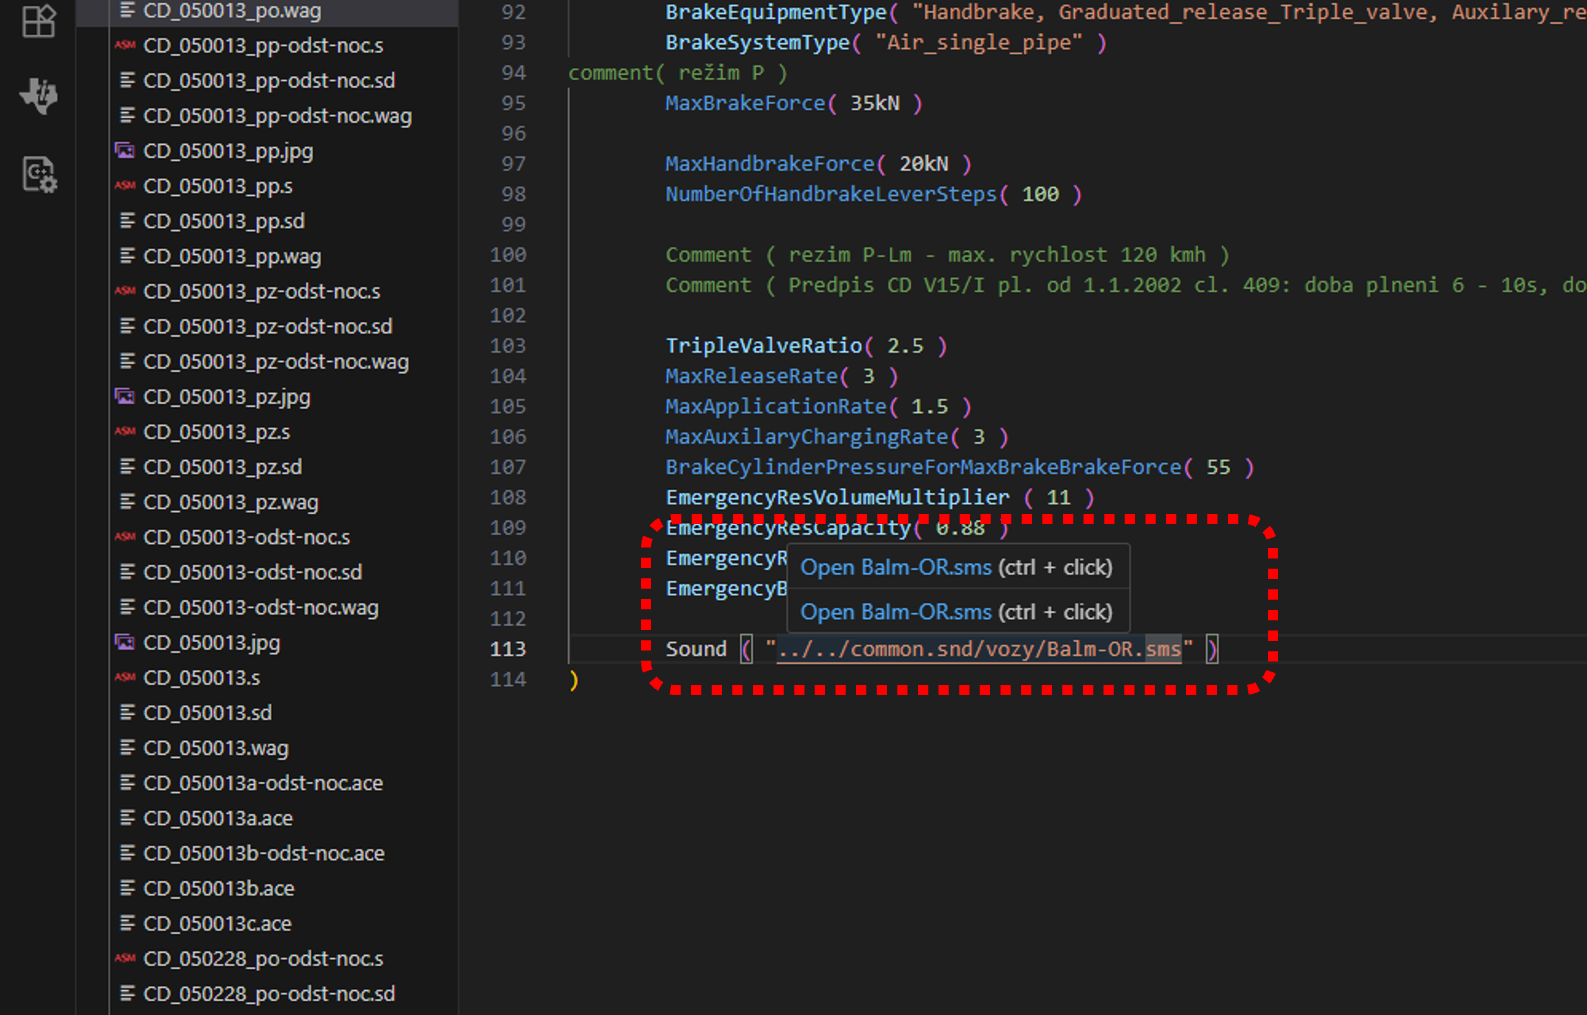 CD_050013_po.wag
ASM CD_050013_pp-odst-noc.s
CD_050013_pp-odst-noc.sd
CD_050013_pp-odst-noc.wag
CD_050013_pp.jpg
ASM CD_050013_pp.s
CD_050013_pp.sd
CD_050013_pp.wag
ASM CD_050013_pz-odst-noc.s
CD_050013_pz-odst-noc.sd
CD_050013_pz-odst-noc.wag
CD_050013_pz.jpg
ASM CD_050013_pz.s
CD_050013_pz.sd
CD_050013_pz.wag
ASM CD_050013-odst-noc.s
CD_050013-odst-noc.sd
CD_050013-odst-noc.wag
CD_050013.jpg
ASM CD_050013.s
CD_050013.sd
CD_050013.wag
CD_050013a-odst-noc.ace
CD_050013a.ace
CD_050013b-odst-noc.ace
CD_050013b.ace
CD_050013c.ace
ASM CD_050228_po-odst-noc.s
CD_050228_po-odst-noc.sd
92 BrakeEquipmentType( "Handbrake, Graduated_release_Triple_valve, Auxilary_re
93 BrakeSystemType( "Air_single_pipe" )
94 comment( režim P )
95 MaxBrakeForce( 35kN )
96
97 MaxHandbrakeForce( 20kN )
98 NumberOfHandbrakeLeverSteps( 100 )
99
100 Comment ( rezim P-Lm - max. rychlost 120 kmh )
101 Comment ( Predpis CD V15/I pl. od 1.1.2002 cl. 409: doba plneni 6 - 10s, do
102
103 TripleValveRatio( 2.5 )
104 MaxReleaseRate( 3 )
105 MaxApplicationRate( 1.5 )
106 MaxAuxilaryChargingRate( 3 )
107 BrakeCylinderPressureForMaxBrakeBrakeForce( 55 )
108 EmergencyResVolumeMultiplier ( 11 )
109 EmergencyResCapacity( 0.88 )
110 EmergencyR
Open Balm-OR.sms (ctrl + click)
111 EmergencyB
Open Balm-OR.sms (ctrl + click)
112
113 Sound ( "../../common.snd/vozy/Balm-OR.sms" )
114 )